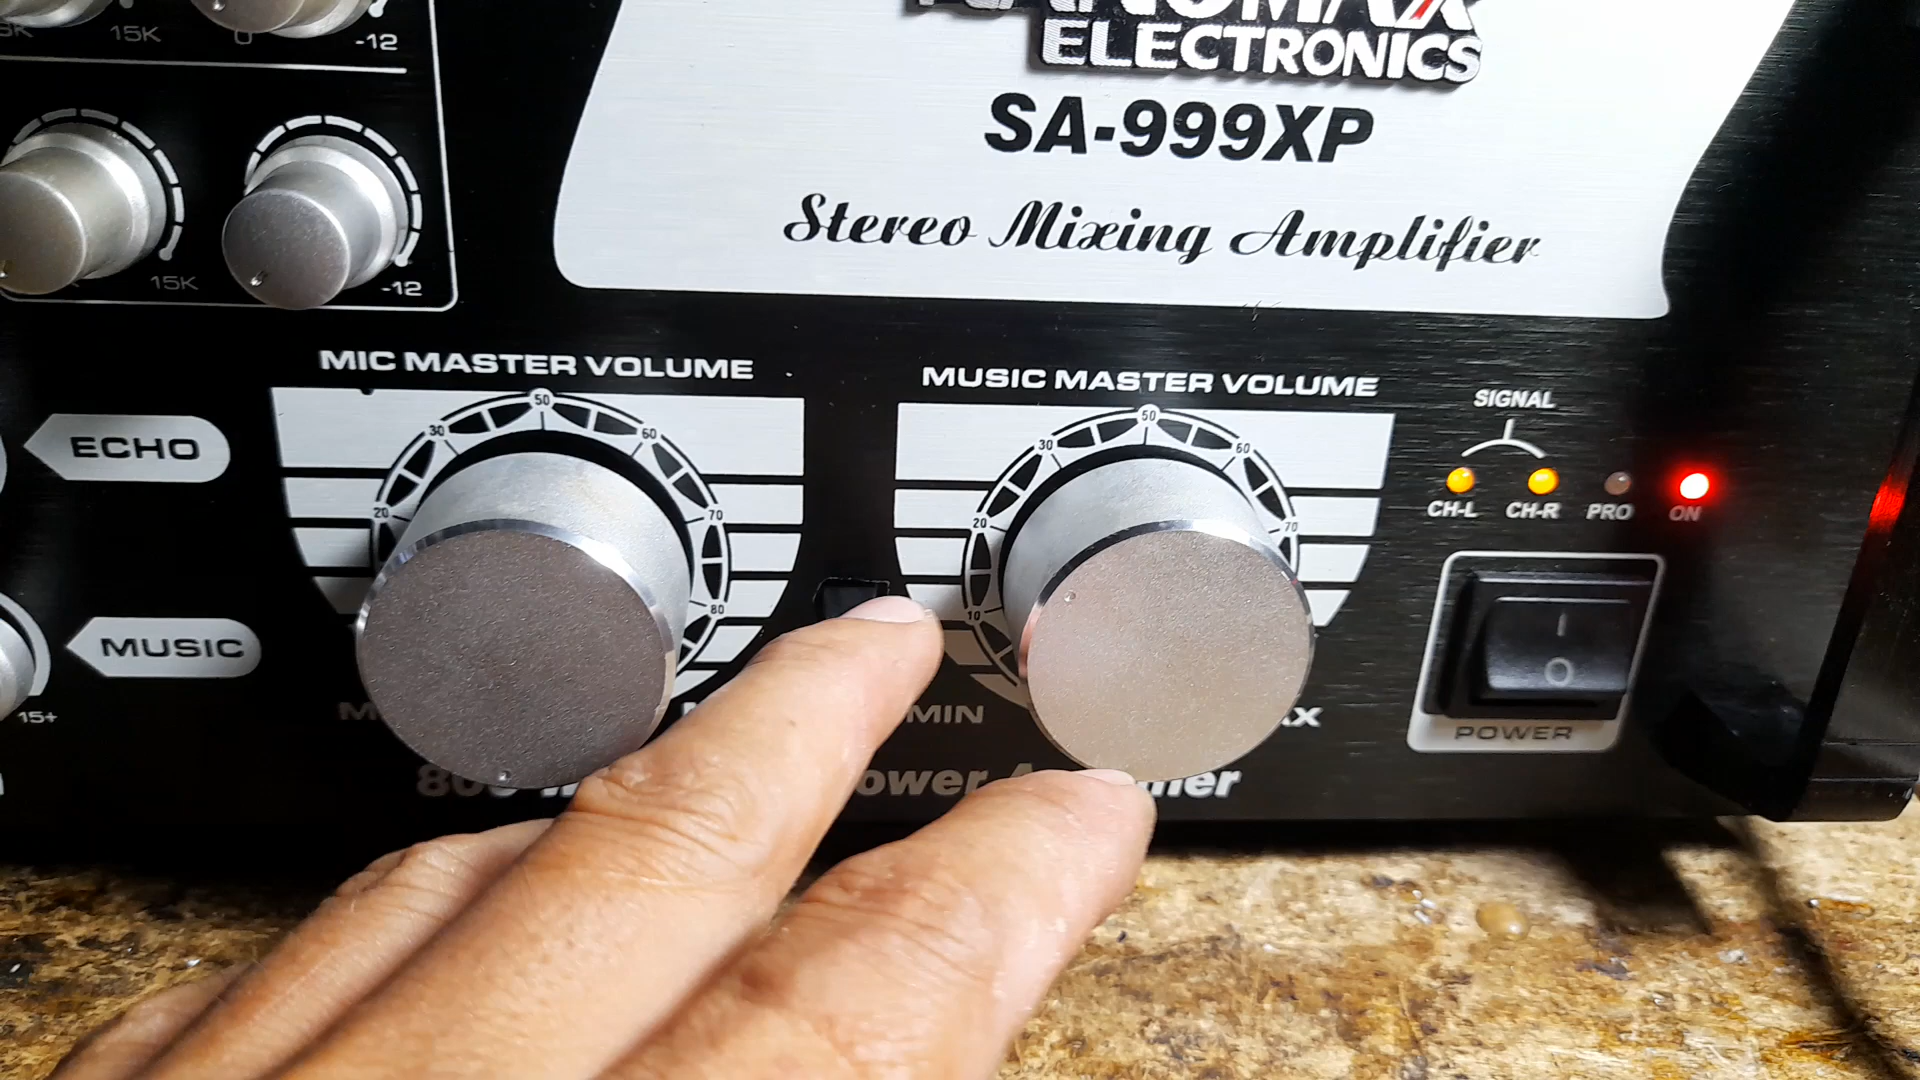 15K 0 -12
ELECTRONICS
SA-999XP
Stereo Mixing Amplifier
15K -12
MIC MASTER VOLUME
MUSIC MASTER VOLUME
SIGNAL
ECHO
20 30 50 60 70 80
10 20 30 50 60 70
CH-L CH-R PRO ON
MUSIC
15+
MIN
POWER